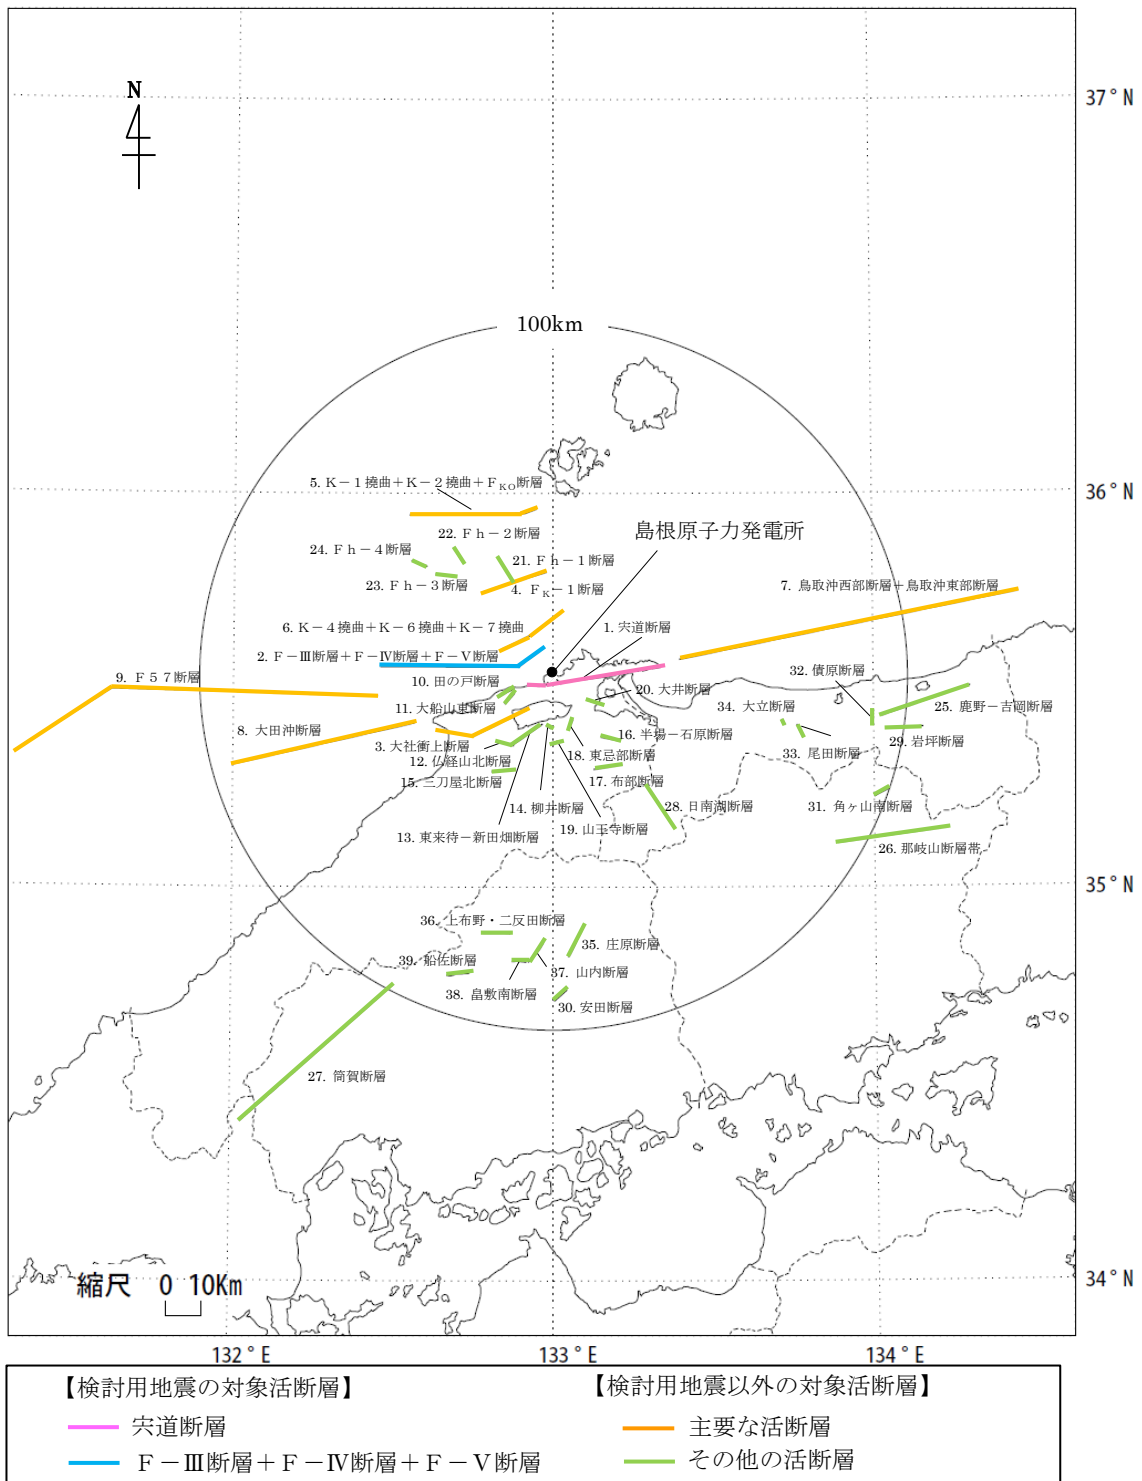 N
37°N
100km
36°N
5. K－1撓曲＋K－2撓曲＋FKO断層
22. Fh－2断層
島根原子力発電所
24. Fh－4断層
21. Fh－1断層
23. Fh－3断層
4. FK－1断層
7. 鳥取沖西部断層＋鳥取沖東部断層
6. K－4撓曲＋K－6撓曲＋K－7撓曲
1. 宍道断層
2. F－Ⅲ断層＋F－Ⅳ断層＋F－Ⅴ断層
32. 債原断層
9. F57断層
10. 田の戸断層
20. 大井断層
11. 大船山東断層
34. 大立断層
25. 鹿野－吉岡断層
8. 大田沖断層
16. 半場－石原断層
29. 岩坪断層
3. 大社衝上断層
18. 東忌部断層
33. 尾田断層
12. 仏経山北断層
15. 三刀屋北断層
17. 布部断層
14. 柳井断層
28. 日南湖断層
31. 角ヶ山南断層
19. 山王寺断層
13. 東来待－新田畑断層
26. 那岐山断層帯
35°N
36. 上布野・二反田断層
35. 庄原断層
39. 船佐断層
37. 山内断層
38. 畠敷南断層
30. 安田断層
27. 筒賀断層
縮尺 0 10Km
34°N
132°E 133°E 134°E
【検討用地震の対象活断層】 【検討用地震以外の対象活断層】
宍道断層 主要な活断層
F－Ⅲ断層＋F－Ⅳ断層＋F－Ⅴ断層 その他の活断層